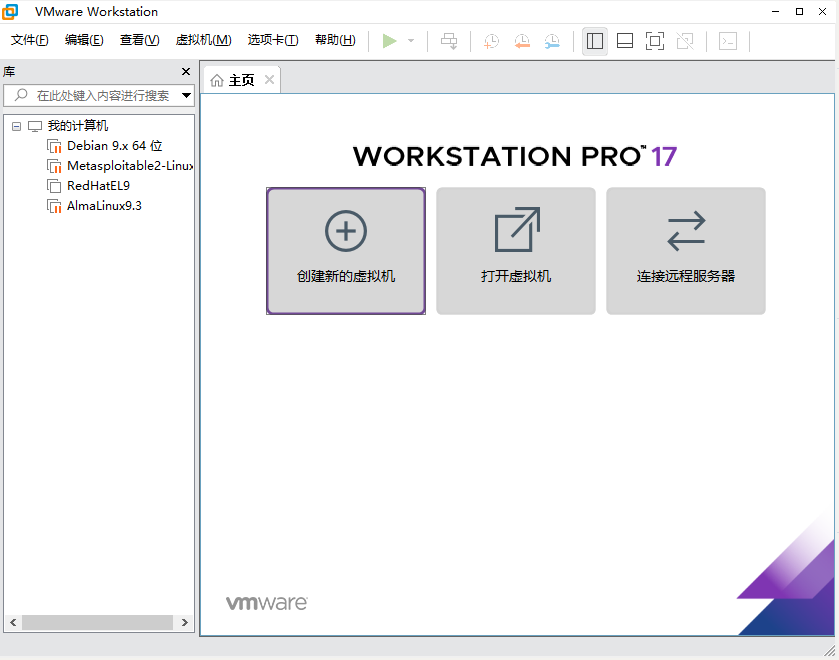 VMware Workstation
文件(F) 编辑(E) 查看(V) 虚拟机(M) 选项卡(T) 帮助(H)
库
在此处键入内容进行搜索
我的计算机
Debian 9.x 64 位
Metasploitable2-Linux
RedHatEL9
AlmaLinux9.3
主页
WORKSTATION PRO™ 17
创建新的虚拟机
打开虚拟机
连接远程服务器
vmware